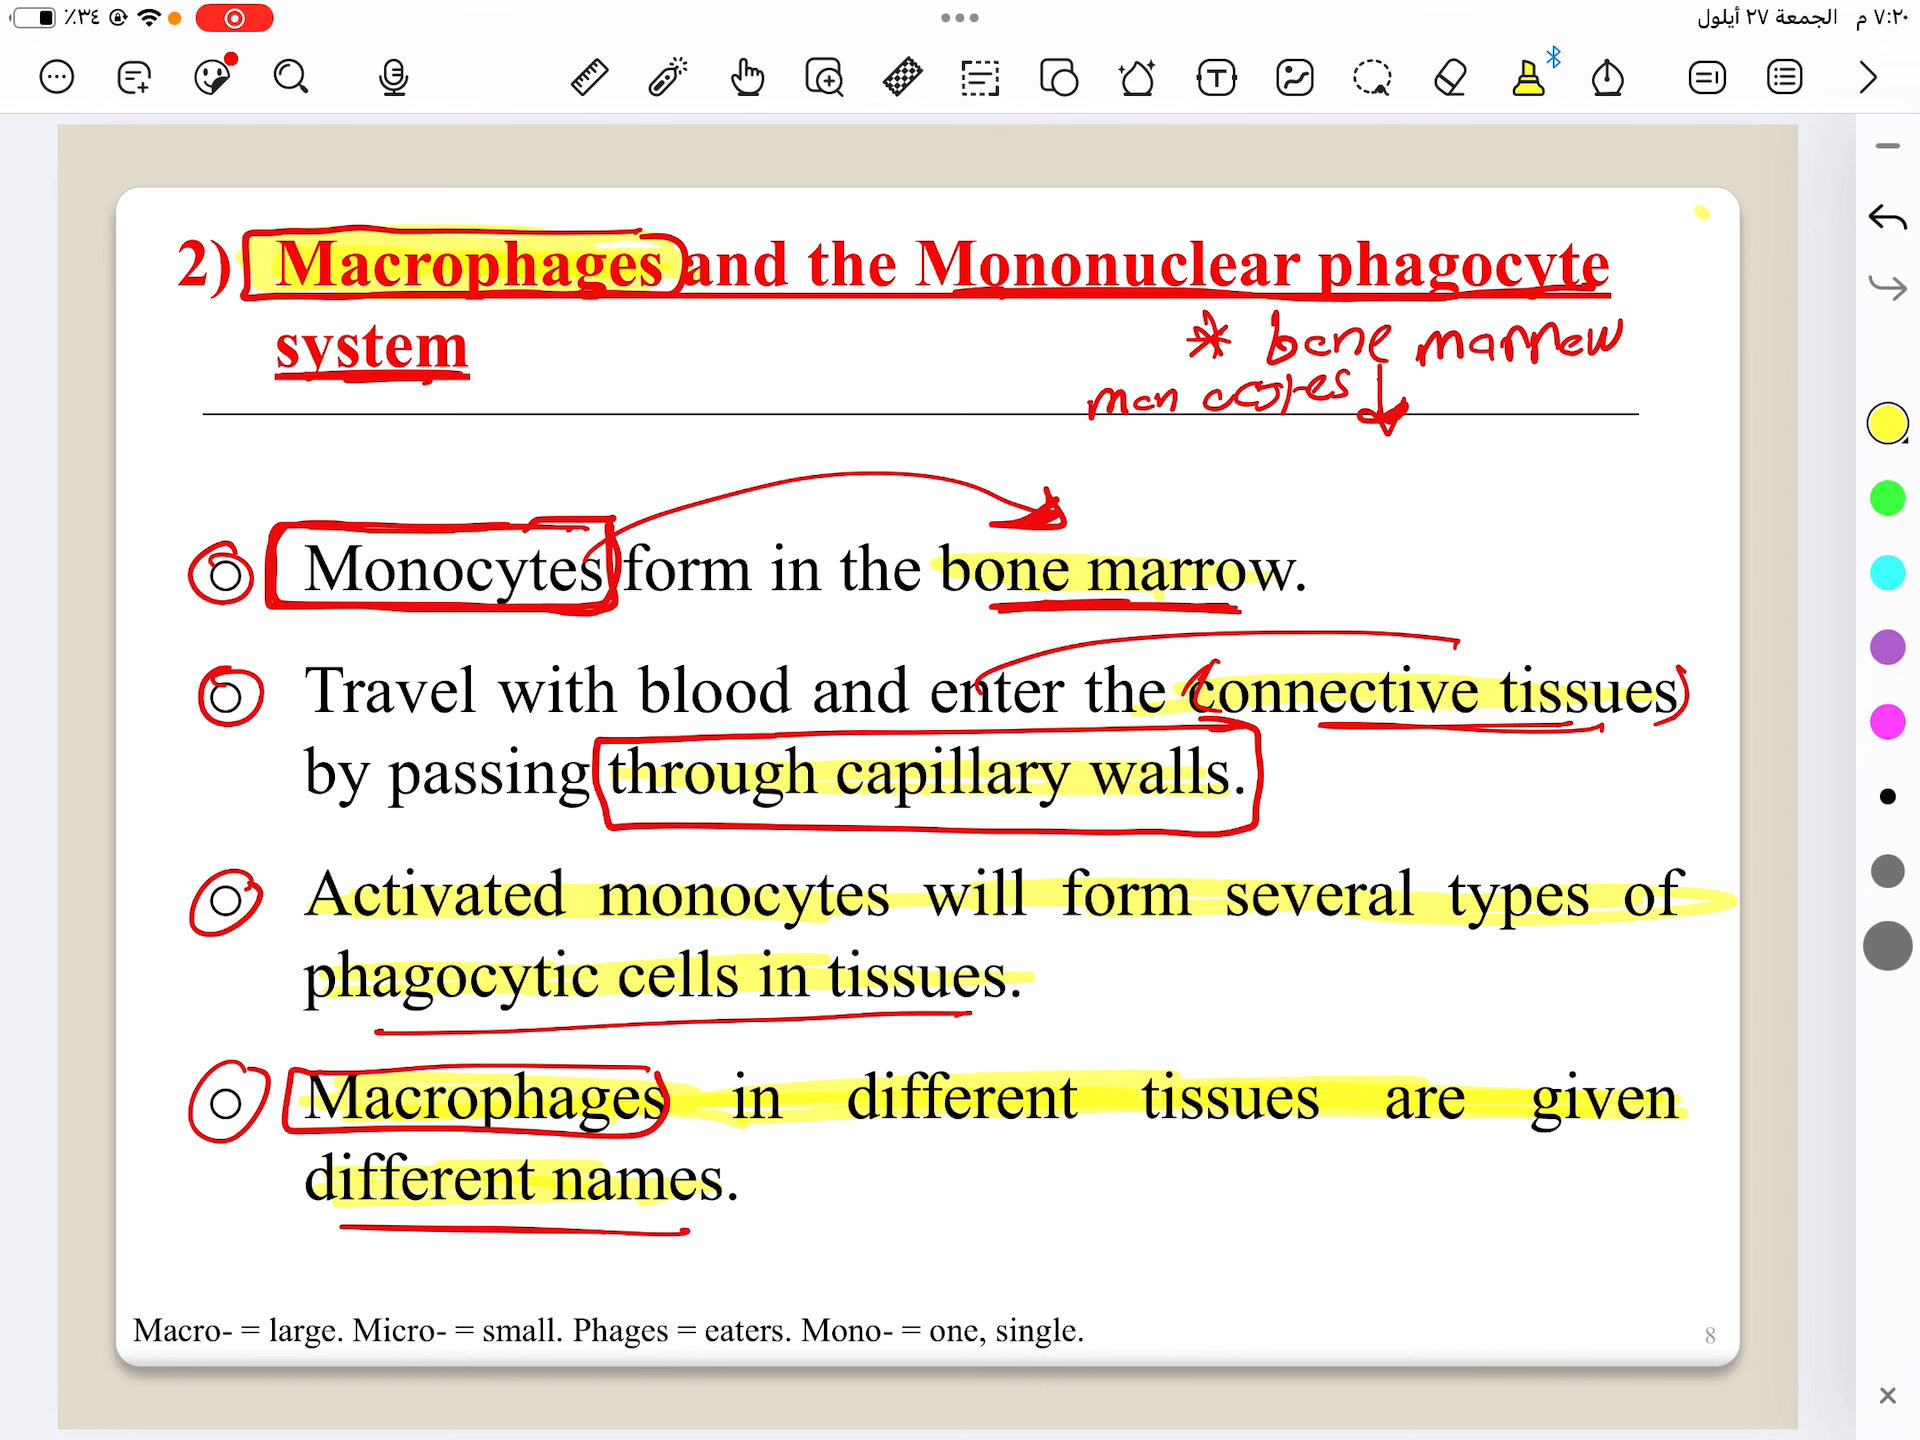 ٪٣٤
الجمعة ٢٧ أيلول ٧:٢٠ م
2) Macrophages and the Mononuclear phagocyte
system
* bone marrow
Monocytes form in the bone marrow.
Travel with blood and enter the connective tissues
by passing through capillary walls.
Activated monocytes will form several types of
phagocytic cells in tissues.
Macrophages in different tissues are given
different names.
Macro- = large. Micro- = small. Phages = eaters. Mono- = one, single.
8